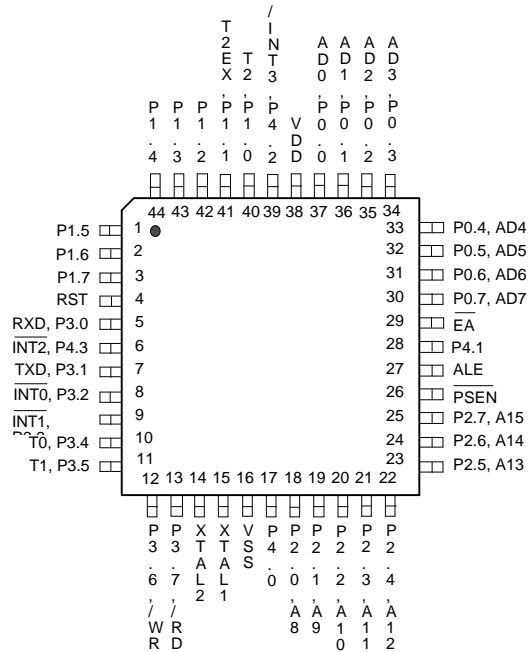 P1.4
P1.3
P1.2
T2EX,P1.1
T2,P1.0
/INT3,P4.2
VDD
AD0,P0.0
AD1,P0.1
AD2,P0.2
AD3,P0.3
44 43 42 41 40 39 38 37 36 35 34
P1.5 1
P1.6 2
P1.7 3
RST 4
RXD, P3.0 5
INT2, P4.3 6
TXD, P3.1 7
INT0, P3.2 8
INT1, 9
T0, P3.4 10
T1, P3.5 11
33 P0.4, AD4
32 P0.5, AD5
31 P0.6, AD6
30 P0.7, AD7
29 EA
28 P4.1
27 ALE
26 PSEN
25 P2.7, A15
24 P2.6, A14
23 P2.5, A13
12 13 14 15 16 17 18 19 20 21 22
P3.6,/WR
P3.7,/RD
XTAL2
XTAL1
VSS
P4.0
P2.0,A8
P2.1,A9
P2.2,A10
P2.3,A11
P2.4,A12